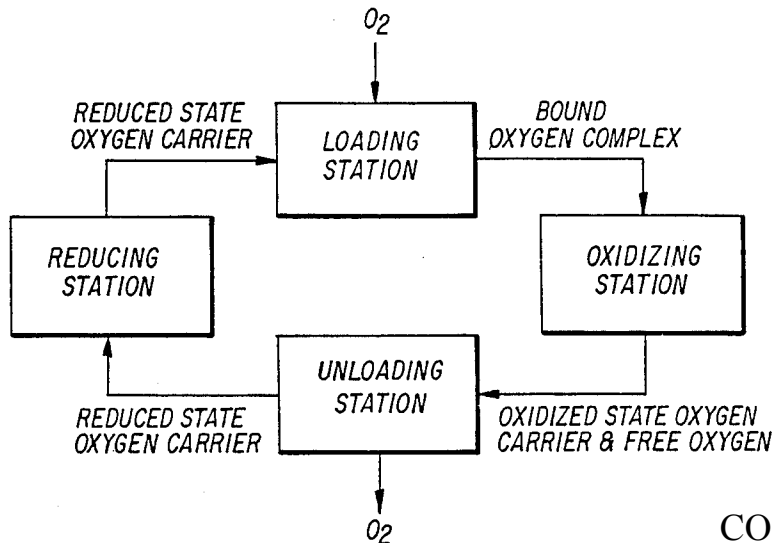 O2
REDUCED STATE
OXYGEN CARRIER
LOADING
STATION
BOUND
OXYGEN COMPLEX
REDUCING
STATION
OXIDIZING
STATION
UNLOADING
STATION
REDUCED STATE
OXYGEN CARRIER
OXIDIZED STATE OXYGEN
CARRIER & FREE OXYGEN
O2
CO